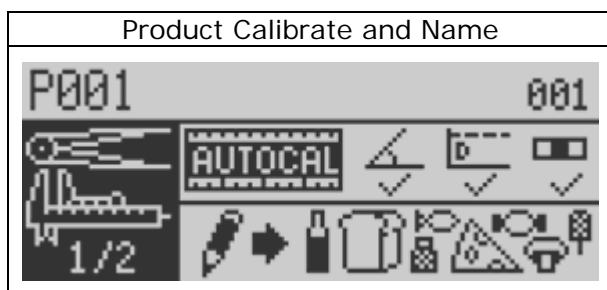 Product Calibrate and Name
P001 001
AUTOCAL
D
1/2